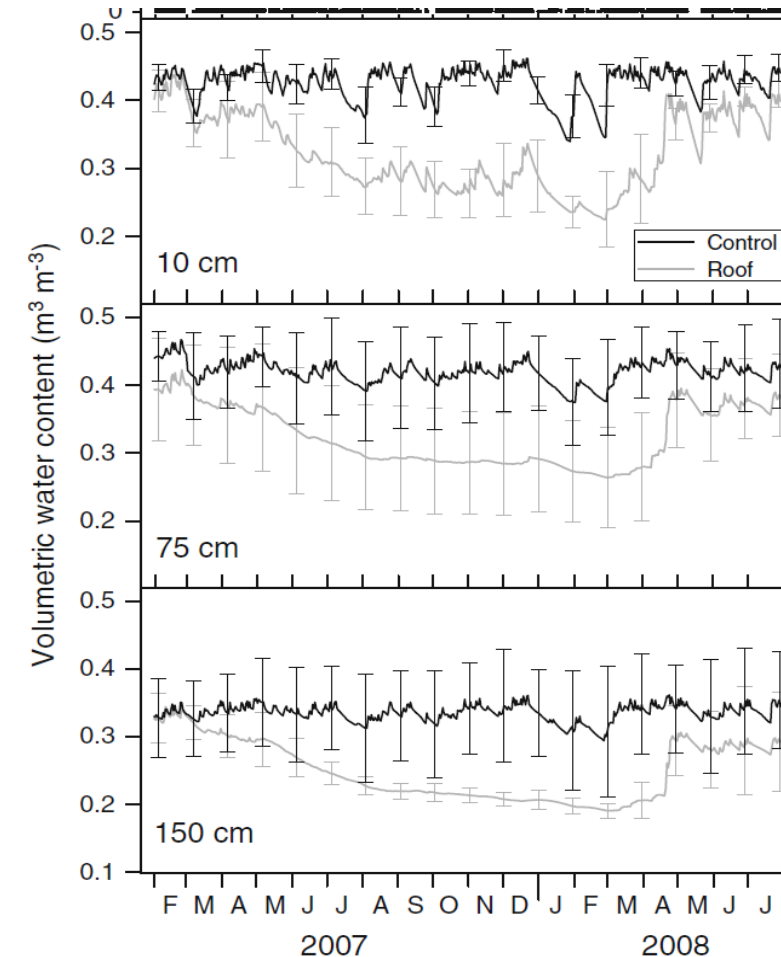 0
0.5
0.4
0.3
0.2
10 cm
Control
Roof
0.5
0.4
0.3
0.2
75 cm
0.5
0.4
0.3
0.2
0.1
150 cm
Volumetric water content (m³ m⁻³)
F M A M J J A S O N D J F M A M J J
2007 2008